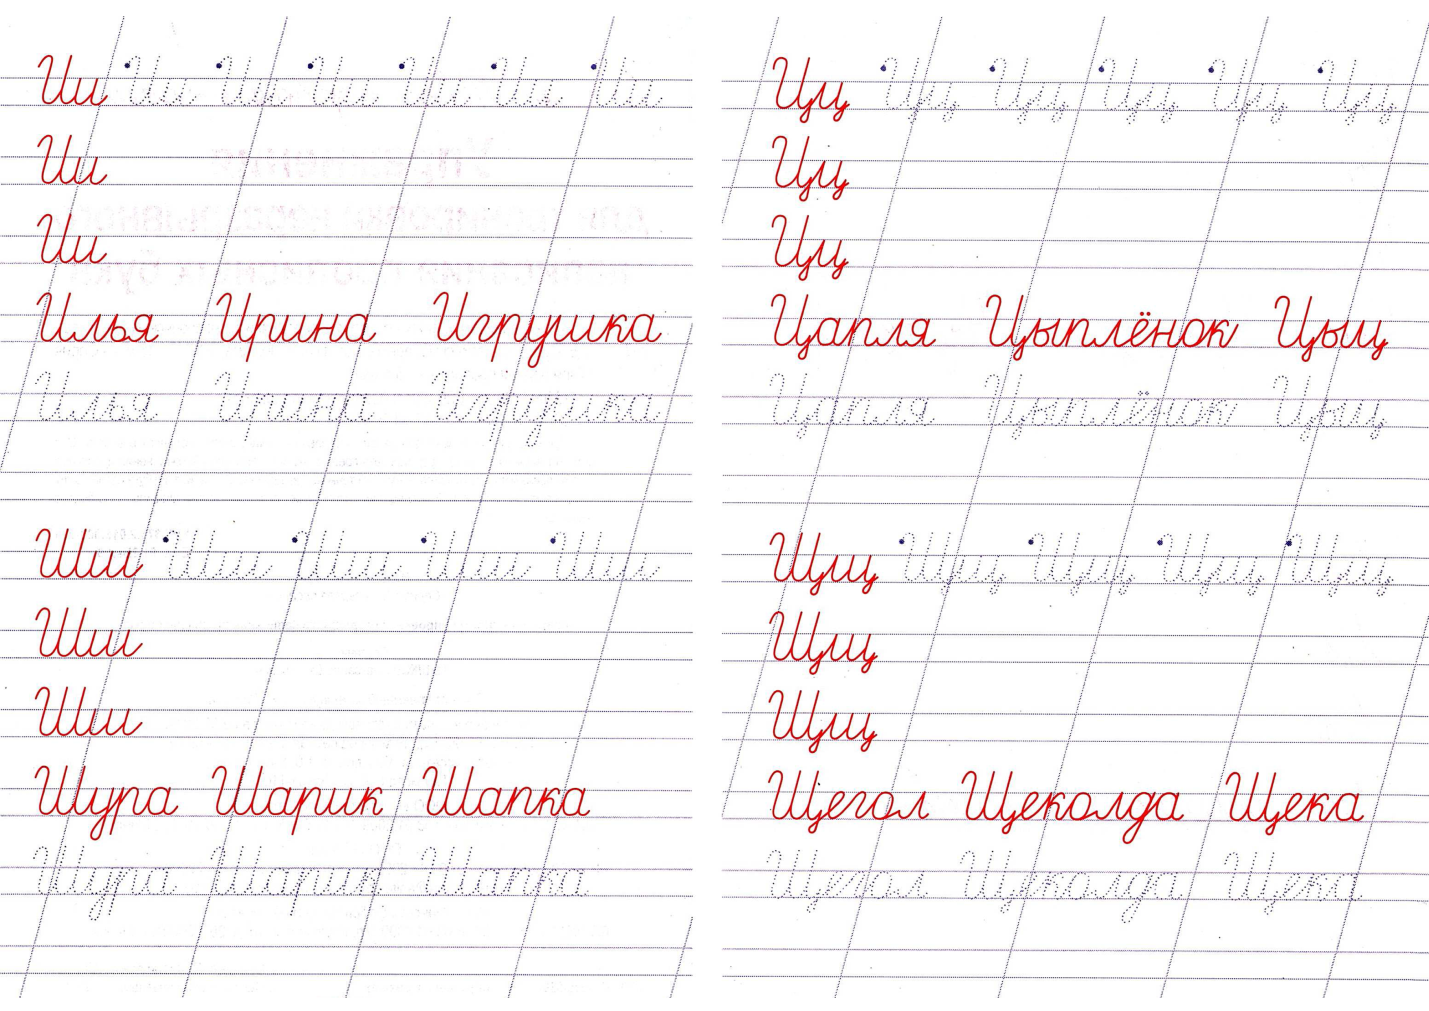 Ии Ии Ии Ии Ии Ии Ии
Ии
Ии
Илья Ирина Игрушка
Илья Ирина Игрушка
Шш Шш Шш Шш Шш
Шш
Шш
Шура Шарик Шапка
Шура Шарик Шапка
Цц Цц Цц Цц Цц Цц
Цц
Цц
Цапля Цыплёнок Цыц
Цапля Цыплёнок Цыц
Щщ Щщ Щщ Щщ Щщ
Щщ
Щщ
Щегол Щеколда Щека
Щегол Щеколда Щека